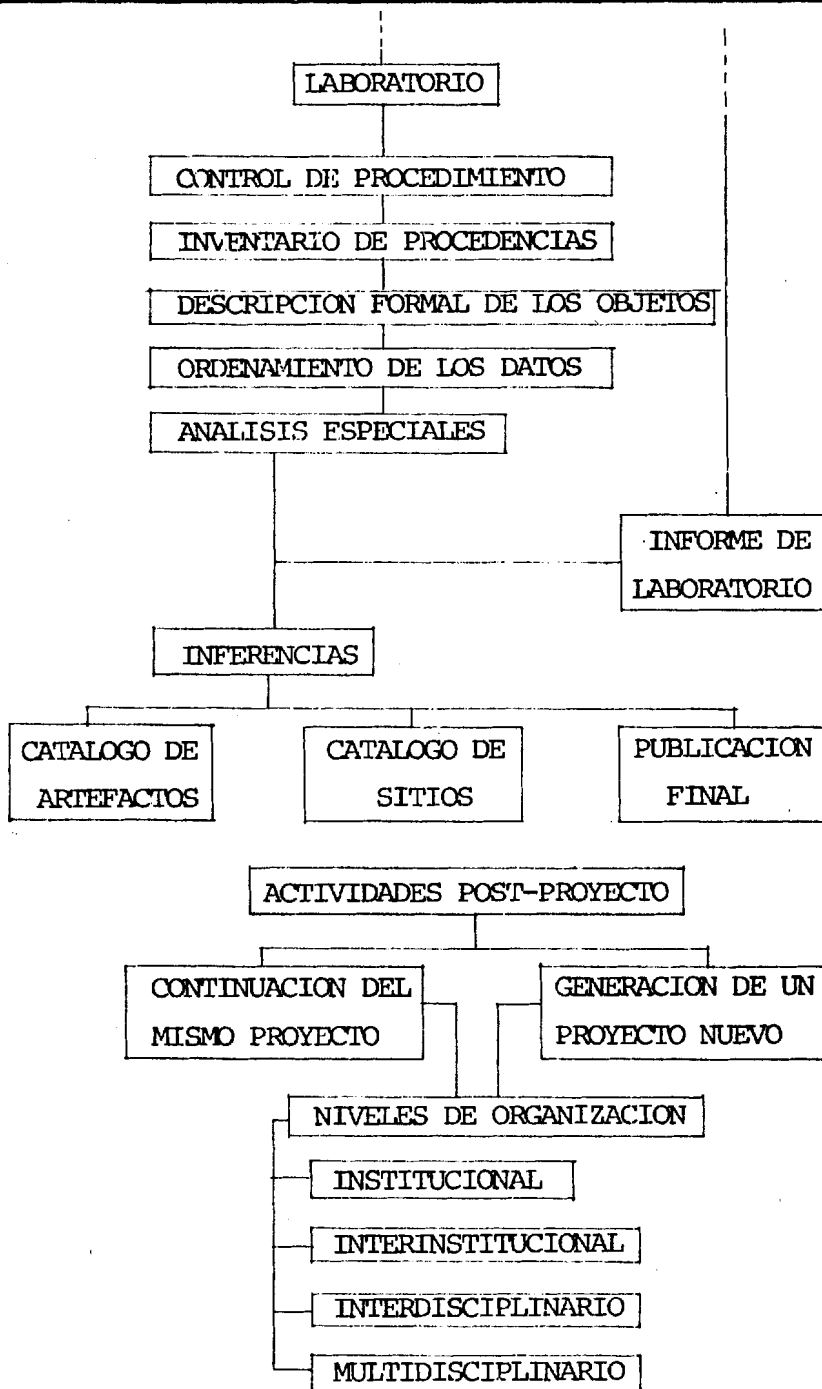 LABORATORIO
CONTROL DE PROCEDIMIENTO
INVENTARIO DE PROCEDENCIAS
DESCRIPCION FORMAL DE LOS OBJETOS
ORDENAMIENTO DE LOS DATOS
ANALISIS ESPECIALES
INFORME DE
LABORATORIO
INFERENCIAS
CATALOGO DE
ARTEFACTOS
CATALOGO DE
SITIOS
PUBLICACION
FINAL
ACTIVIDADES POST-PROYECTO
CONTINUACION DEL
MISMO PROYECTO
GENERACION DE UN
PROYECTO NUEVO
NIVELES DE ORGANIZACION
INSTITUCIONAL
INTERINSTITUCIONAL
INTERDISCIPLINARIO
MULTIDISCIPLINARIO